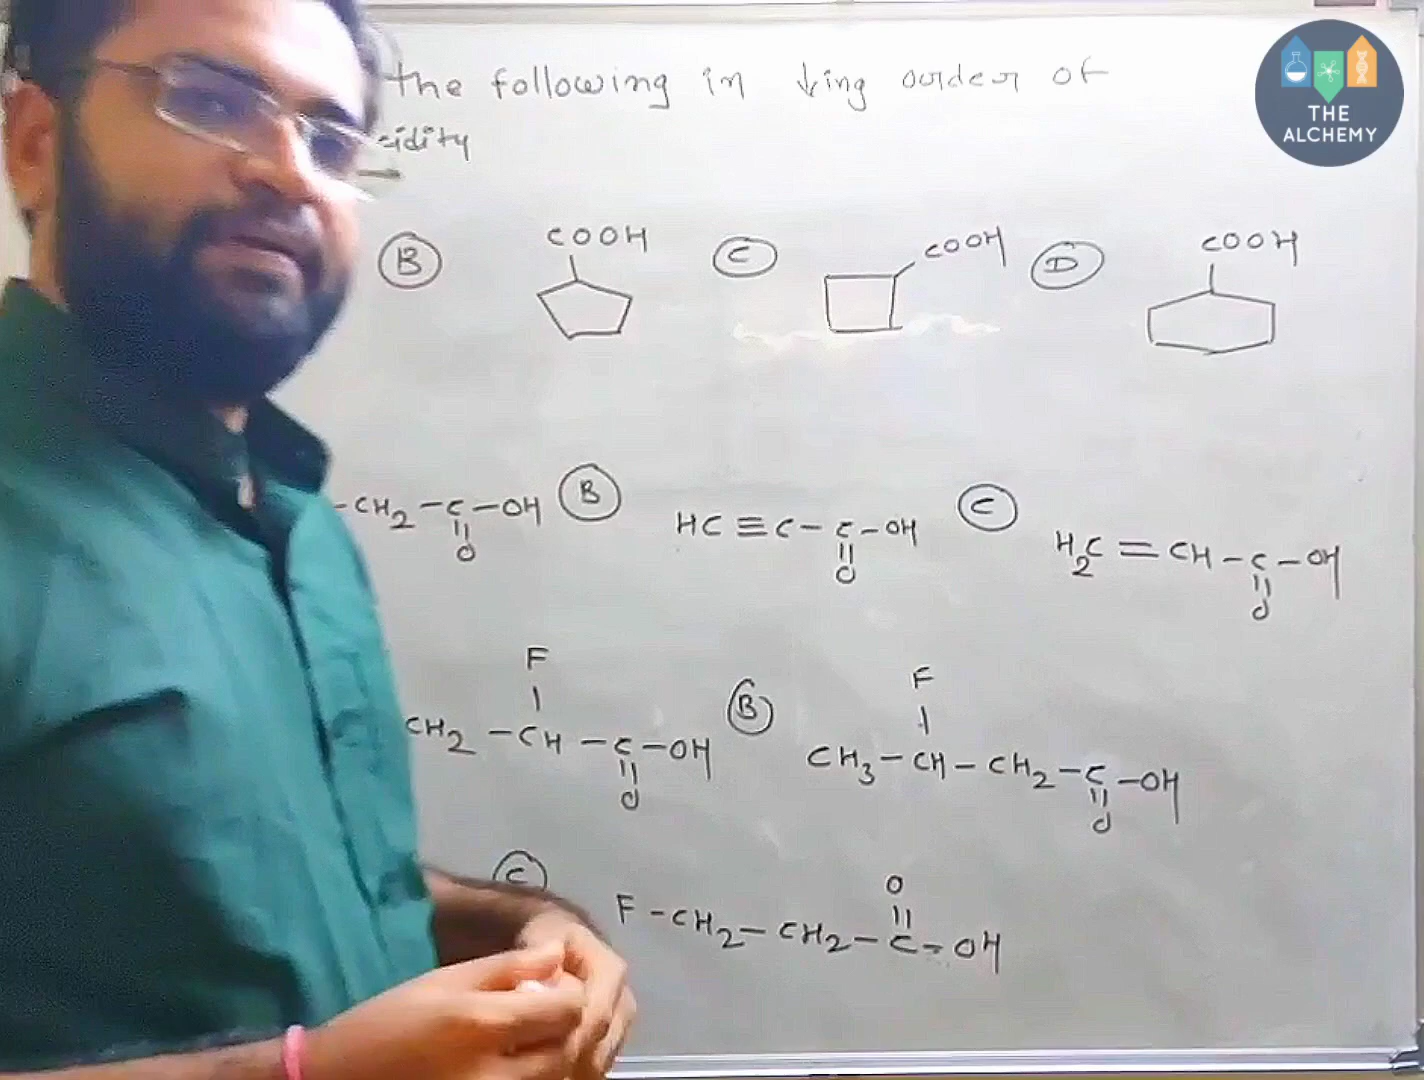 the following in ↓ing order of
cidity
B COOH C COOH D COOH
-CH2-C-OH B HC≡C-C-OH C H2C=CH-C-OH
O O O
F F
CH2-CH-C-OH B CH3-CH-CH2-C-OH
O O
C O
F-CH2-CH2-C-OH
THE
ALCHEMY